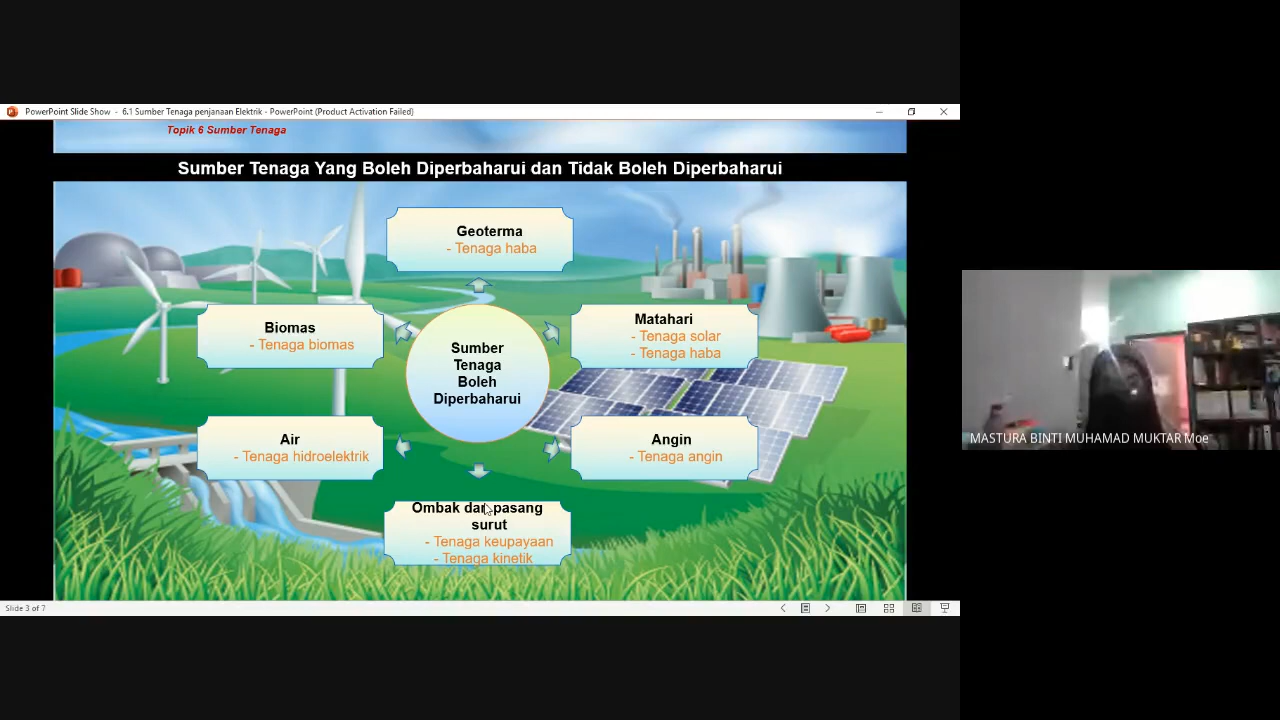 PowerPoint Slide Show - 6.1 Sumber Tenaga penjanaan Elektrik - PowerPoint (Product Activation Failed)
Topik 6 Sumber Tenaga
Sumber Tenaga Yang Boleh Diperbaharui dan Tidak Boleh Diperbaharui
Geoterma
- Tenaga haba
Biomas
- Tenaga biomas
Matahari
- Tenaga solar
- Tenaga haba
Sumber
Tenaga
Boleh
Diperbaharui
Air
- Tenaga hidroelektrik
Angin
- Tenaga angin
Ombak dan pasang
surut
- Tenaga keupayaan
- Tenaga kinetik
MASTURA BINTI MUHAMAD MUKTAR Moe
Slide 3 of 7